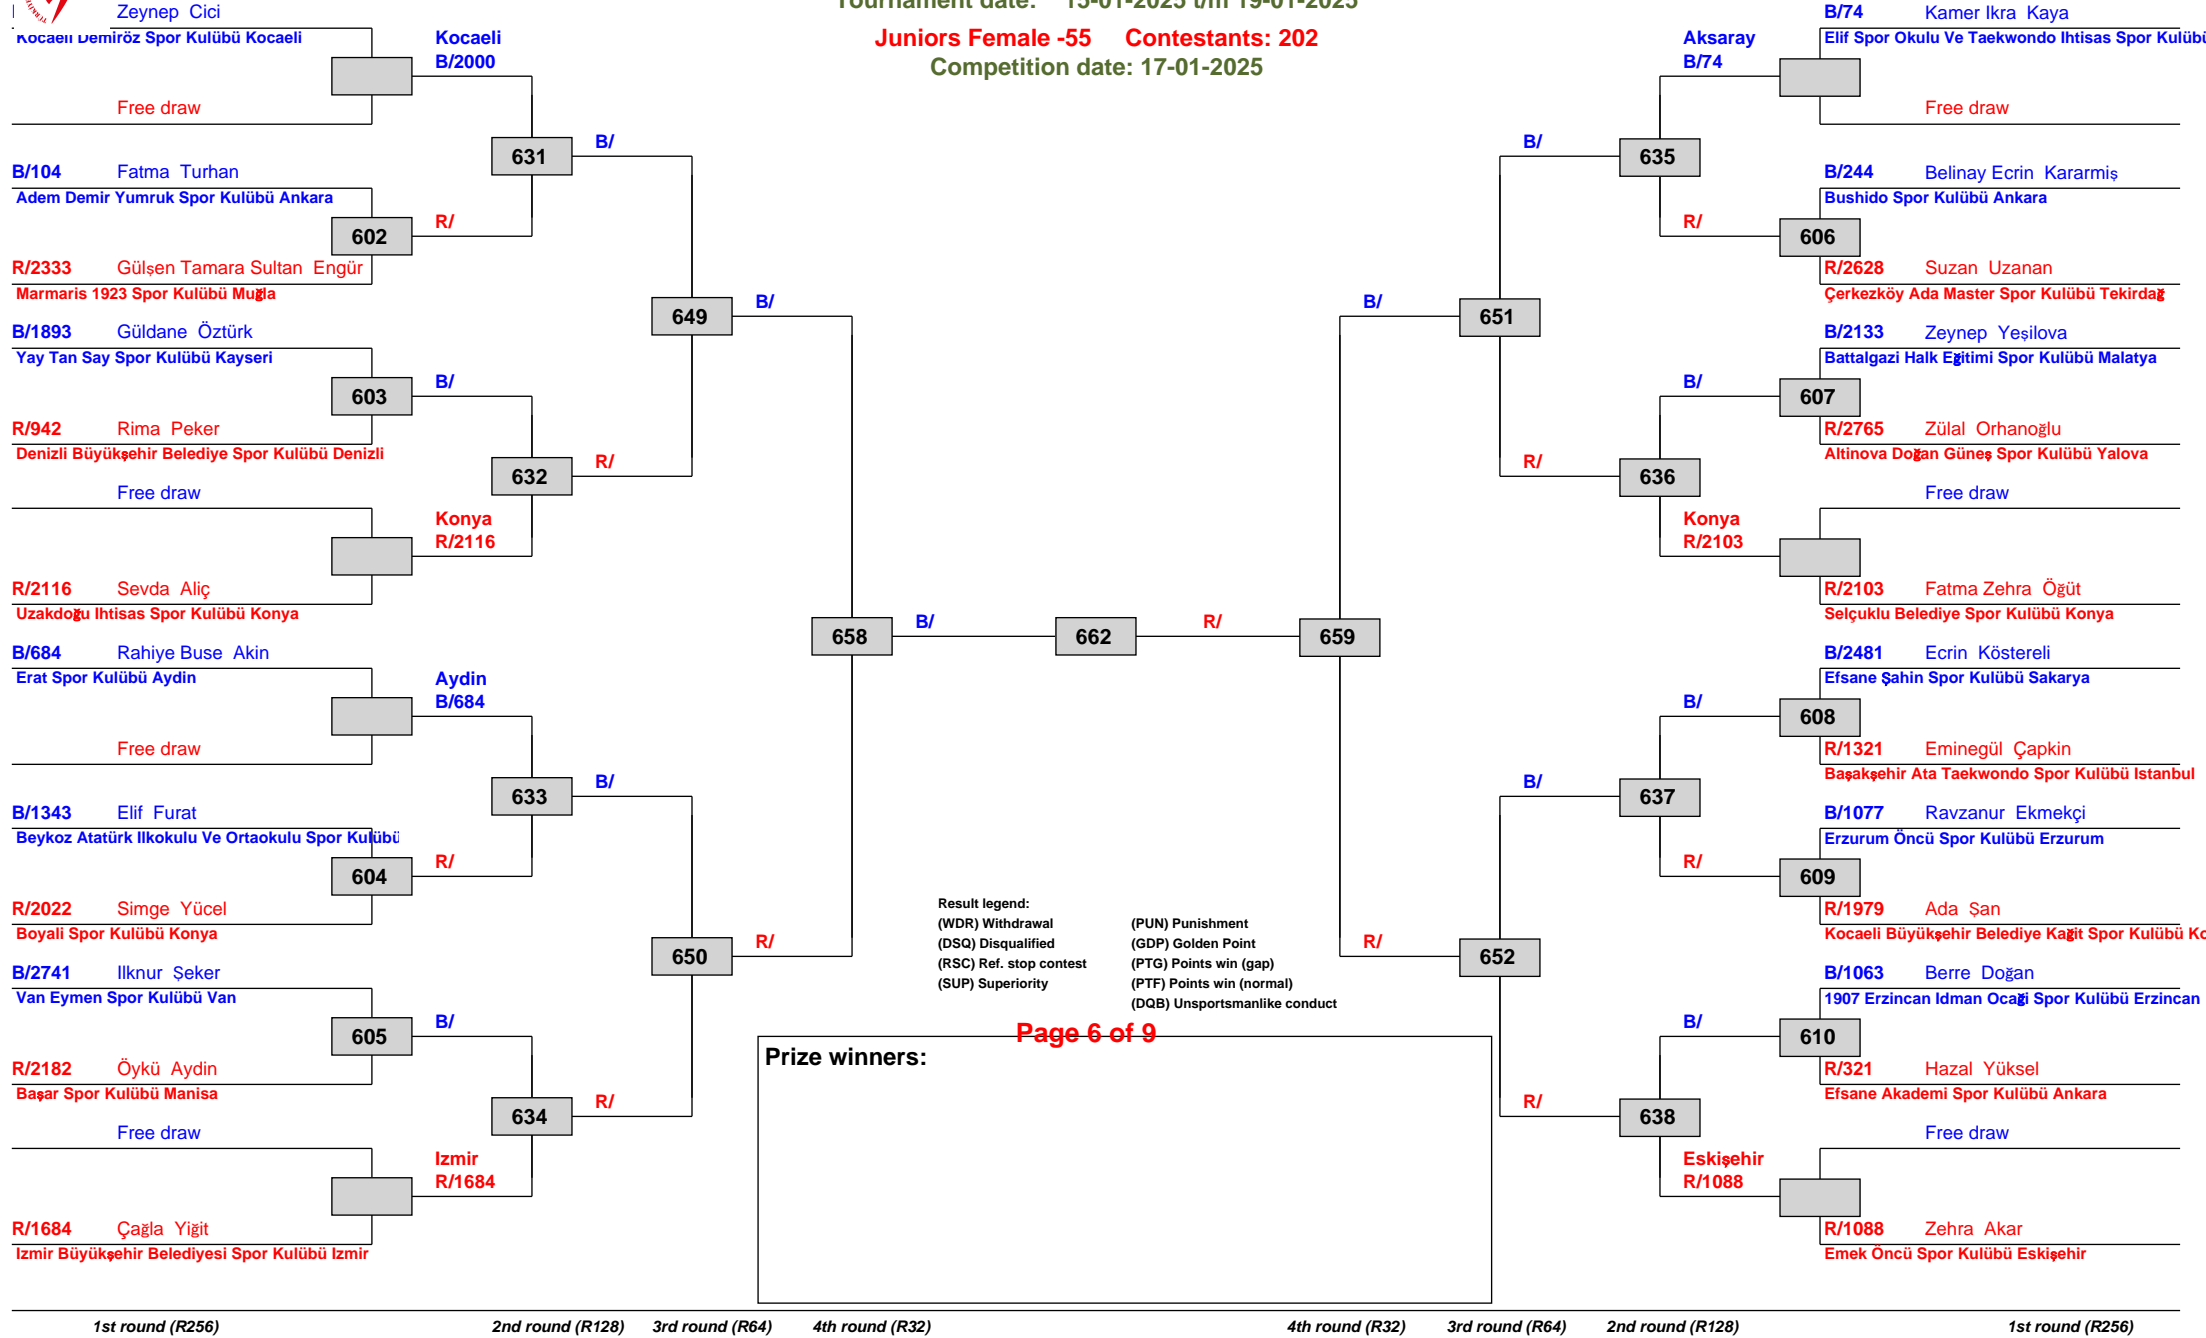 Tournament date: 15-01-2025 t/m 19-01-2025
Juniors Female -55 Contestants: 202
Competition date: 17-01-2025
Zeynep Cici
Kocaeli Demiröz Spor Kulübü Kocaeli
Free draw
Kocaeli
B/2000
B/104 Fatma Turhan
Adem Demir Yumruk Spor Kulübü Ankara
602
R/2333 Gülşen Tamara Sultan Engür
Marmaris 1923 Spor Kulübü Muğla
R/
631
B/
B/1893 Güldane Öztürk
Yay Tan Say Spor Kulübü Kayseri
603
R/942 Rima Peker
Denizli Büyükşehir Belediye Spor Kulübü Denizli
B/
Free draw
R/2116 Sevda Aliç
Uzakdoğu Ihtisas Spor Kulübü Konya
Konya
R/2116
632
R/
649
B/
B/684 Rahiye Buse Akin
Erat Spor Kulübü Aydin
Free draw
Aydin
B/684
B/1343 Elif Furat
Beykoz Atatürk Ilkokulu Ve Ortaokulu Spor Kulübü
604
R/2022 Simge Yücel
Boyali Spor Kulübü Konya
R/
633
B/
B/2741 Ilknur Şeker
Van Eymen Spor Kulübü Van
605
R/2182 Öykü Aydin
Başar Spor Kulübü Manisa
B/
Free draw
R/1684 Çağla Yiğit
Izmir Büyükşehir Belediyesi Spor Kulübü Izmir
Izmir
R/1684
634
R/
650
R/
658
B/
662
R/
659
B/
651
B/
635
Aksaray
B/74
B/74 Kamer Ikra Kaya
Elif Spor Okulu Ve Taekwondo Ihtisas Spor Kulübü
Free draw
R/
B/244 Belinay Ecrin Kararmiş
Bushido Spor Kulübü Ankara
606
R/2628 Suzan Uzanan
Çerkezköy Ada Master Spor Kulübü Tekirdağ
R/
636
B/
B/2133 Zeynep Yeşilova
Battalgazi Halk Eğitimi Spor Kulübü Malatya
607
R/2765 Zülal Orhanoğlu
Altinova Doğan Güneş Spor Kulübü Yalova
Konya
R/2103
Free draw
R/2103 Fatma Zehra Öğüt
Selçuklu Belediye Spor Kulübü Konya
R/
652
B/
637
B/
B/2481 Ecrin Köstereli
Efsane Şahin Spor Kulübü Sakarya
608
R/1321 Eminegül Çapkin
Başakşehir Ata Taekwondo Spor Kulübü Istanbul
R/
B/1077 Ravzanur Ekmekçi
Erzurum Öncü Spor Kulübü Erzurum
609
R/1979 Ada Şan
Kocaeli Büyükşehir Belediye Kağit Spor Kulübü Ko
R/
638
B/
B/1063 Berre Doğan
1907 Erzincan Idman Ocaği Spor Kulübü Erzincan
610
R/321 Hazal Yüksel
Efsane Akademi Spor Kulübü Ankara
Eskişehir
R/1088
Free draw
R/1088 Zehra Akar
Emek Öncü Spor Kulübü Eskişehir
Result legend:
(WDR) Withdrawal (PUN) Punishment
(DSQ) Disqualified (GDP) Golden Point
(RSC) Ref. stop contest (PTG) Points win (gap)
(SUP) Superiority (PTF) Points win (normal)
(DQB) Unsportsmanlike conduct
Page 6 of 9
Prize winners:
1st round (R256) 2nd round (R128) 3rd round (R64) 4th round (R32) 4th round (R32) 3rd round (R64) 2nd round (R128) 1st round (R256)